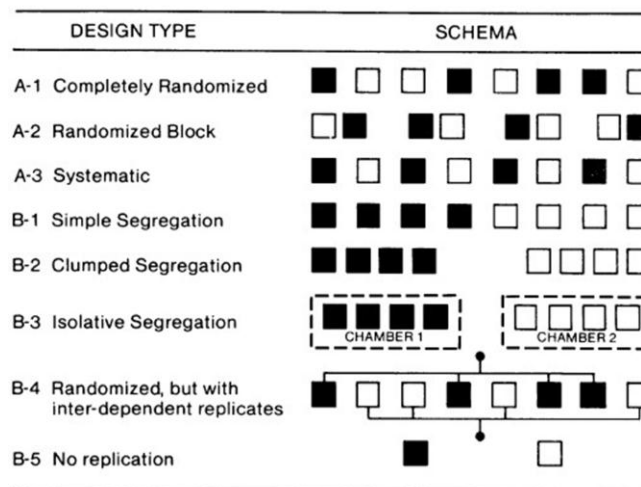 DESIGN TYPE SCHEMA
A-1 Completely Randomized
A-2 Randomized Block
A-3 Systematic
B-1 Simple Segregation
B-2 Clumped Segregation
B-3 Isolative Segregation
CHAMBER 1 CHAMBER 2
B-4 Randomized, but with
inter-dependent replicates
B-5 No replication